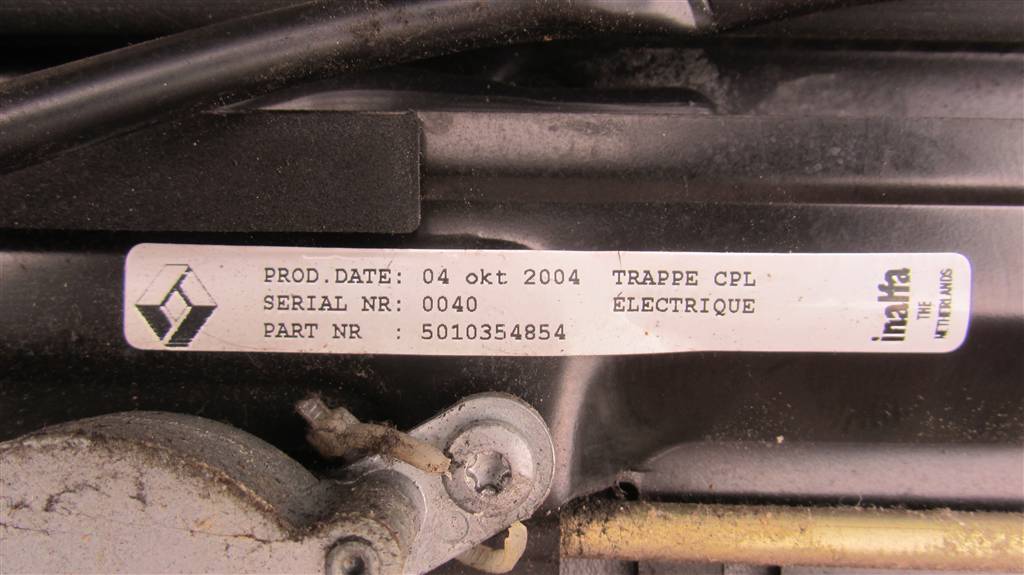 PROD.DATE: 04 okt 2004 TRAPPE CPL
SERIAL NR: 0040 ÉLECTRIQUE
PART NR : 5010354854
inalfa
THE
NETHERLANDS